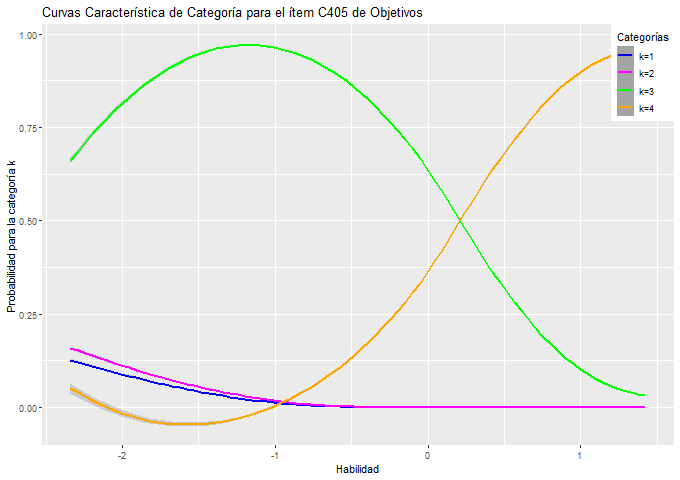 Curvas Característica de Categoría para el ítem C405 de Objetivos
Categorías
k=1
k=2
k=3
k=4
Probabilidad para la categoría k
1.00
0.75
0.50
0.25
0.00
-2
-1
0
1
Habilidad